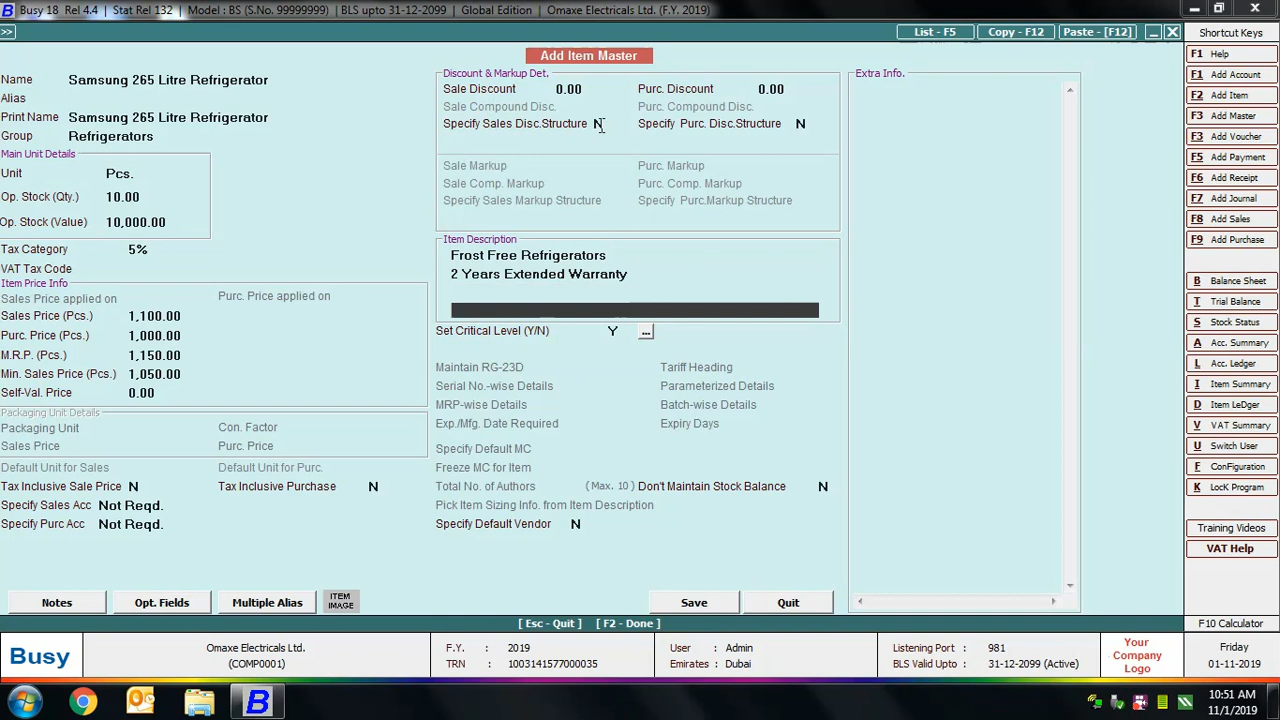 Busy 18 Rel 4.4 | Stat Rel 132 | Model : BS (S.No. 99999999) | BLS upto 31-12-2099 | Global Edition | Omaxe Electricals Ltd. (F.Y. 2019)
>> List - F5 Copy - F12 Paste - [F12]
Add Item Master
Name Samsung 265 Litre Refrigerator
Alias
Print Name Samsung 265 Litre Refrigerator
Group Refrigerators
Main Unit Details
Unit Pcs.
Op. Stock (Qty.) 10.00
Op. Stock (Value) 10,000.00
Tax Category 5%
VAT Tax Code
Item Price Info
Sales Price applied on Purc. Price applied on
Sales Price (Pcs.) 1,100.00
Purc. Price (Pcs.) 1,000.00
M.R.P. (Pcs.) 1,150.00
Min. Sales Price (Pcs.) 1,050.00
Self-Val. Price 0.00
Packaging Unit Details
Packaging Unit Con. Factor
Sales Price Purc. Price
Default Unit for Sales Default Unit for Purc.
Tax Inclusive Sale Price N Tax Inclusive Purchase N
Specify Sales Acc Not Reqd.
Specify Purc Acc Not Reqd.
Notes Opt. Fields Multiple Alias ITEM IMAGE
Discount & Markup Det.
Sale Discount 0.00 Purc. Discount 0.00
Sale Compound Disc. Purc. Compound Disc.
Specify Sales Disc.Structure N Specify Purc. Disc.Structure N
Sale Markup Purc. Markup
Sale Comp. Markup Purc. Comp. Markup
Specify Sales Markup Structure Specify Purc.Markup Structure
Item Description
Frost Free Refrigerators
2 Years Extended Warranty
Set Critical Level (Y/N) Y ...
Maintain RG-23D Tariff Heading
Serial No.-wise Details Parameterized Details
MRP-wise Details Batch-wise Details
Exp./Mfg. Date Required Expiry Days
Specify Default MC
Freeze MC for Item
Total No. of Authors (Max. 10) Don't Maintain Stock Balance N
Pick Item Sizing Info. from Item Description
Specify Default Vendor N
Save Quit
Extra Info.
Shortcut Keys
F1 Help
F1 Add Account
F2 Add Item
F3 Add Master
F3 Add Voucher
F5 Add Payment
F6 Add Receipt
F7 Add Journal
F8 Add Sales
F9 Add Purchase
B Balance Sheet
T Trial Balance
S Stock Status
A Acc. Summary
L Acc. Ledger
I Item Summary
D Item LeDger
V VAT Summary
U Switch User
F ConFiguration
K LocK Program
Training Videos
VAT Help
[ Esc - Quit ] [ F2 - Done ] F10 Calculator
Busy
Omaxe Electricals Ltd.
(COMP0001)
F.Y. : 2019
TRN : 1003141577000035
User : Admin
Emirates : Dubai
Listening Port : 981
BLS Valid Upto : 31-12-2099 (Active)
Your
Company
Logo
Friday
01-11-2019
10:51 AM
11/1/2019